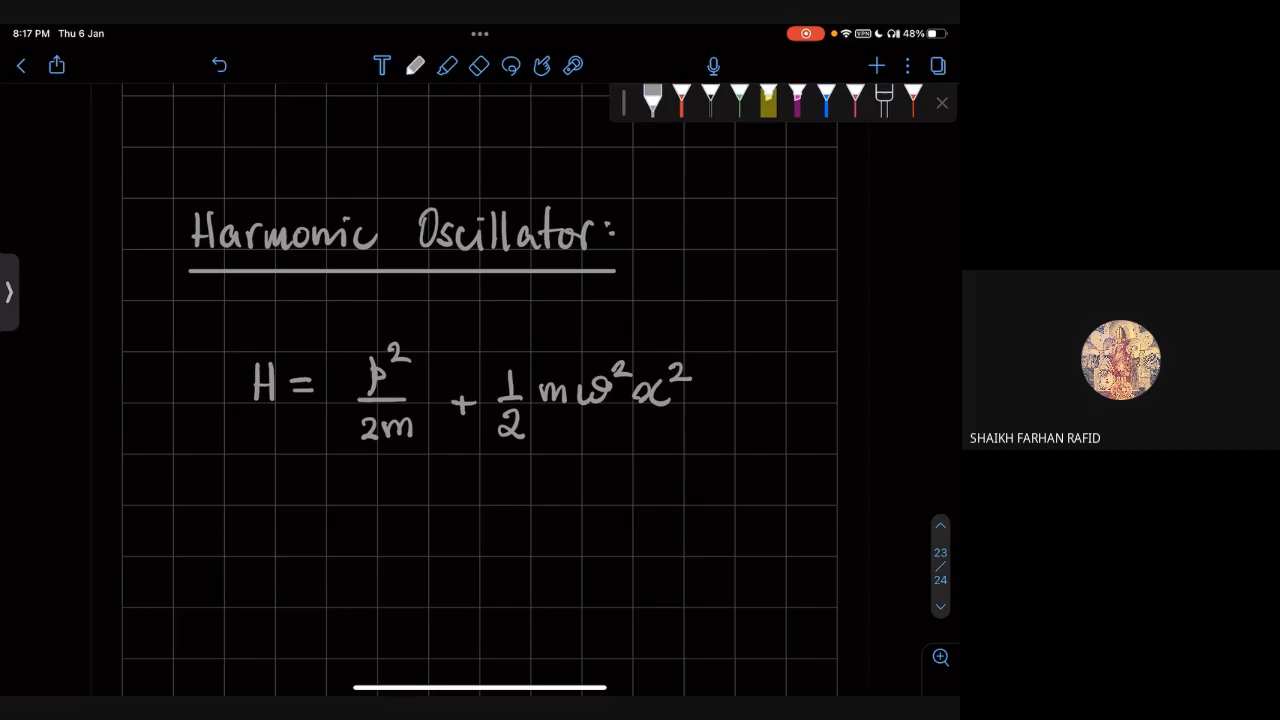 8:17 PM Thu 6 Jan
VPN 48%
Harmonic Oscillator:
H = p²/2m + 1/2 mω²x²
SHAIKH FARHAN RAFID
23
/
24